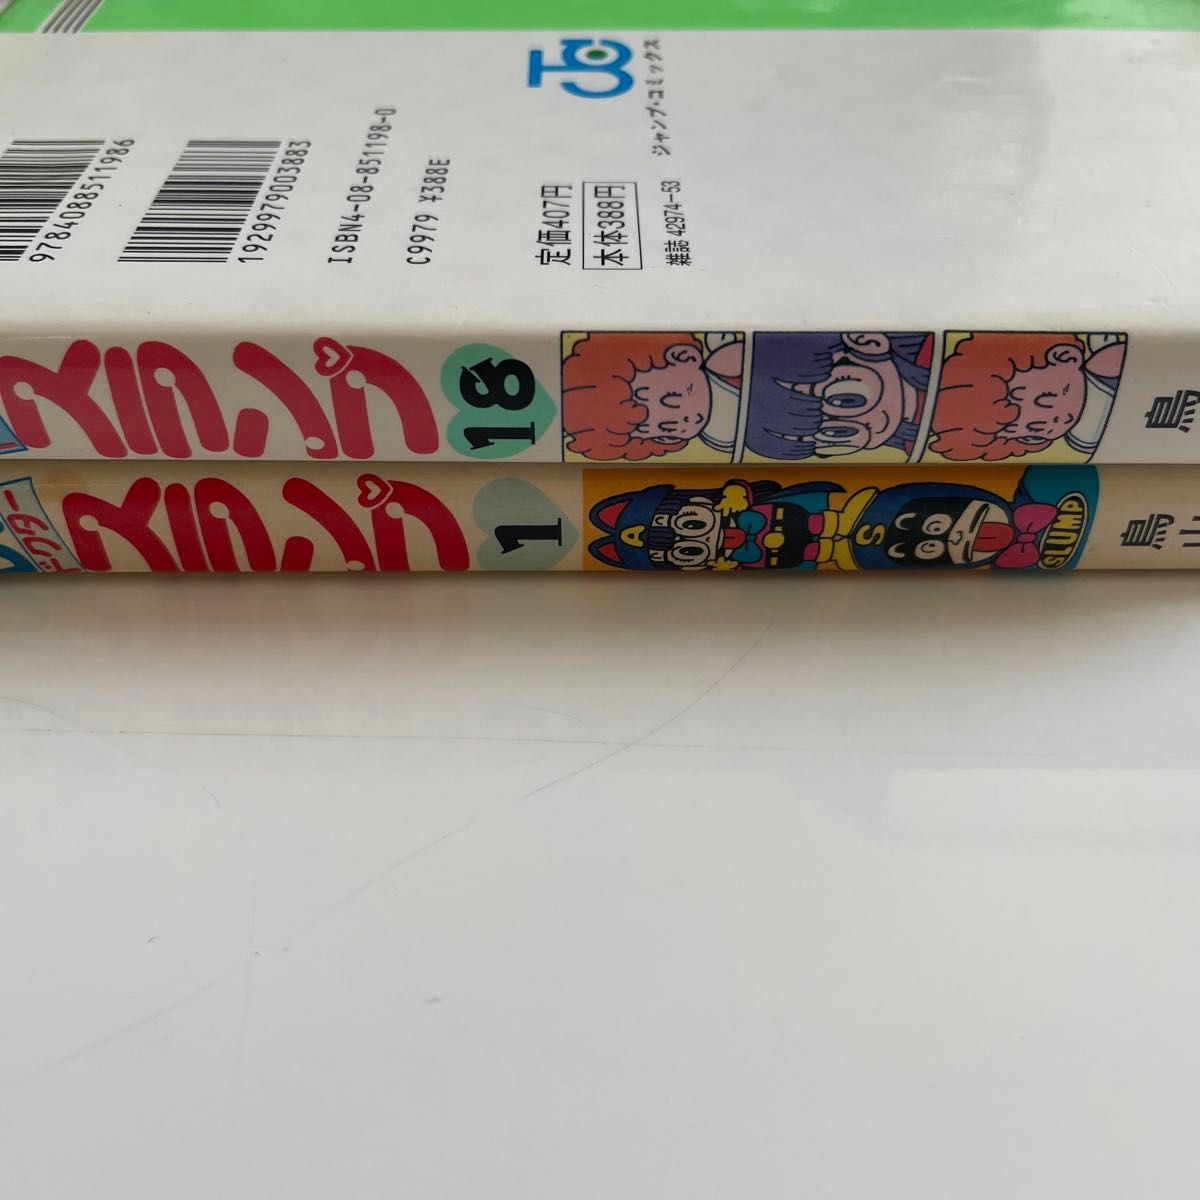 9784088511986
1929979003883
ISBN4-08-851198-0
C9979 ¥388E
定価407円
本体388円
雑誌 42974-53
ジャンプ・コミックス
スランプ
18
鳥
スランプ
1
A
S
SLUMP
鳥山